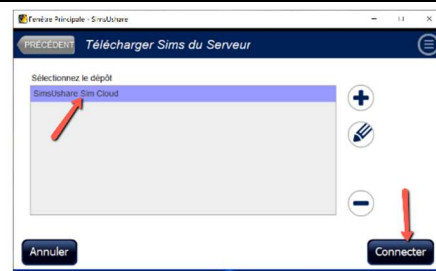 Fenêtre Principale - SimsUshare
PRÉCÉDENT Télécharger Sims du Serveur
Sélectionnez le dépôt
SimsUshare Sim Cloud
Annuler
Connecter